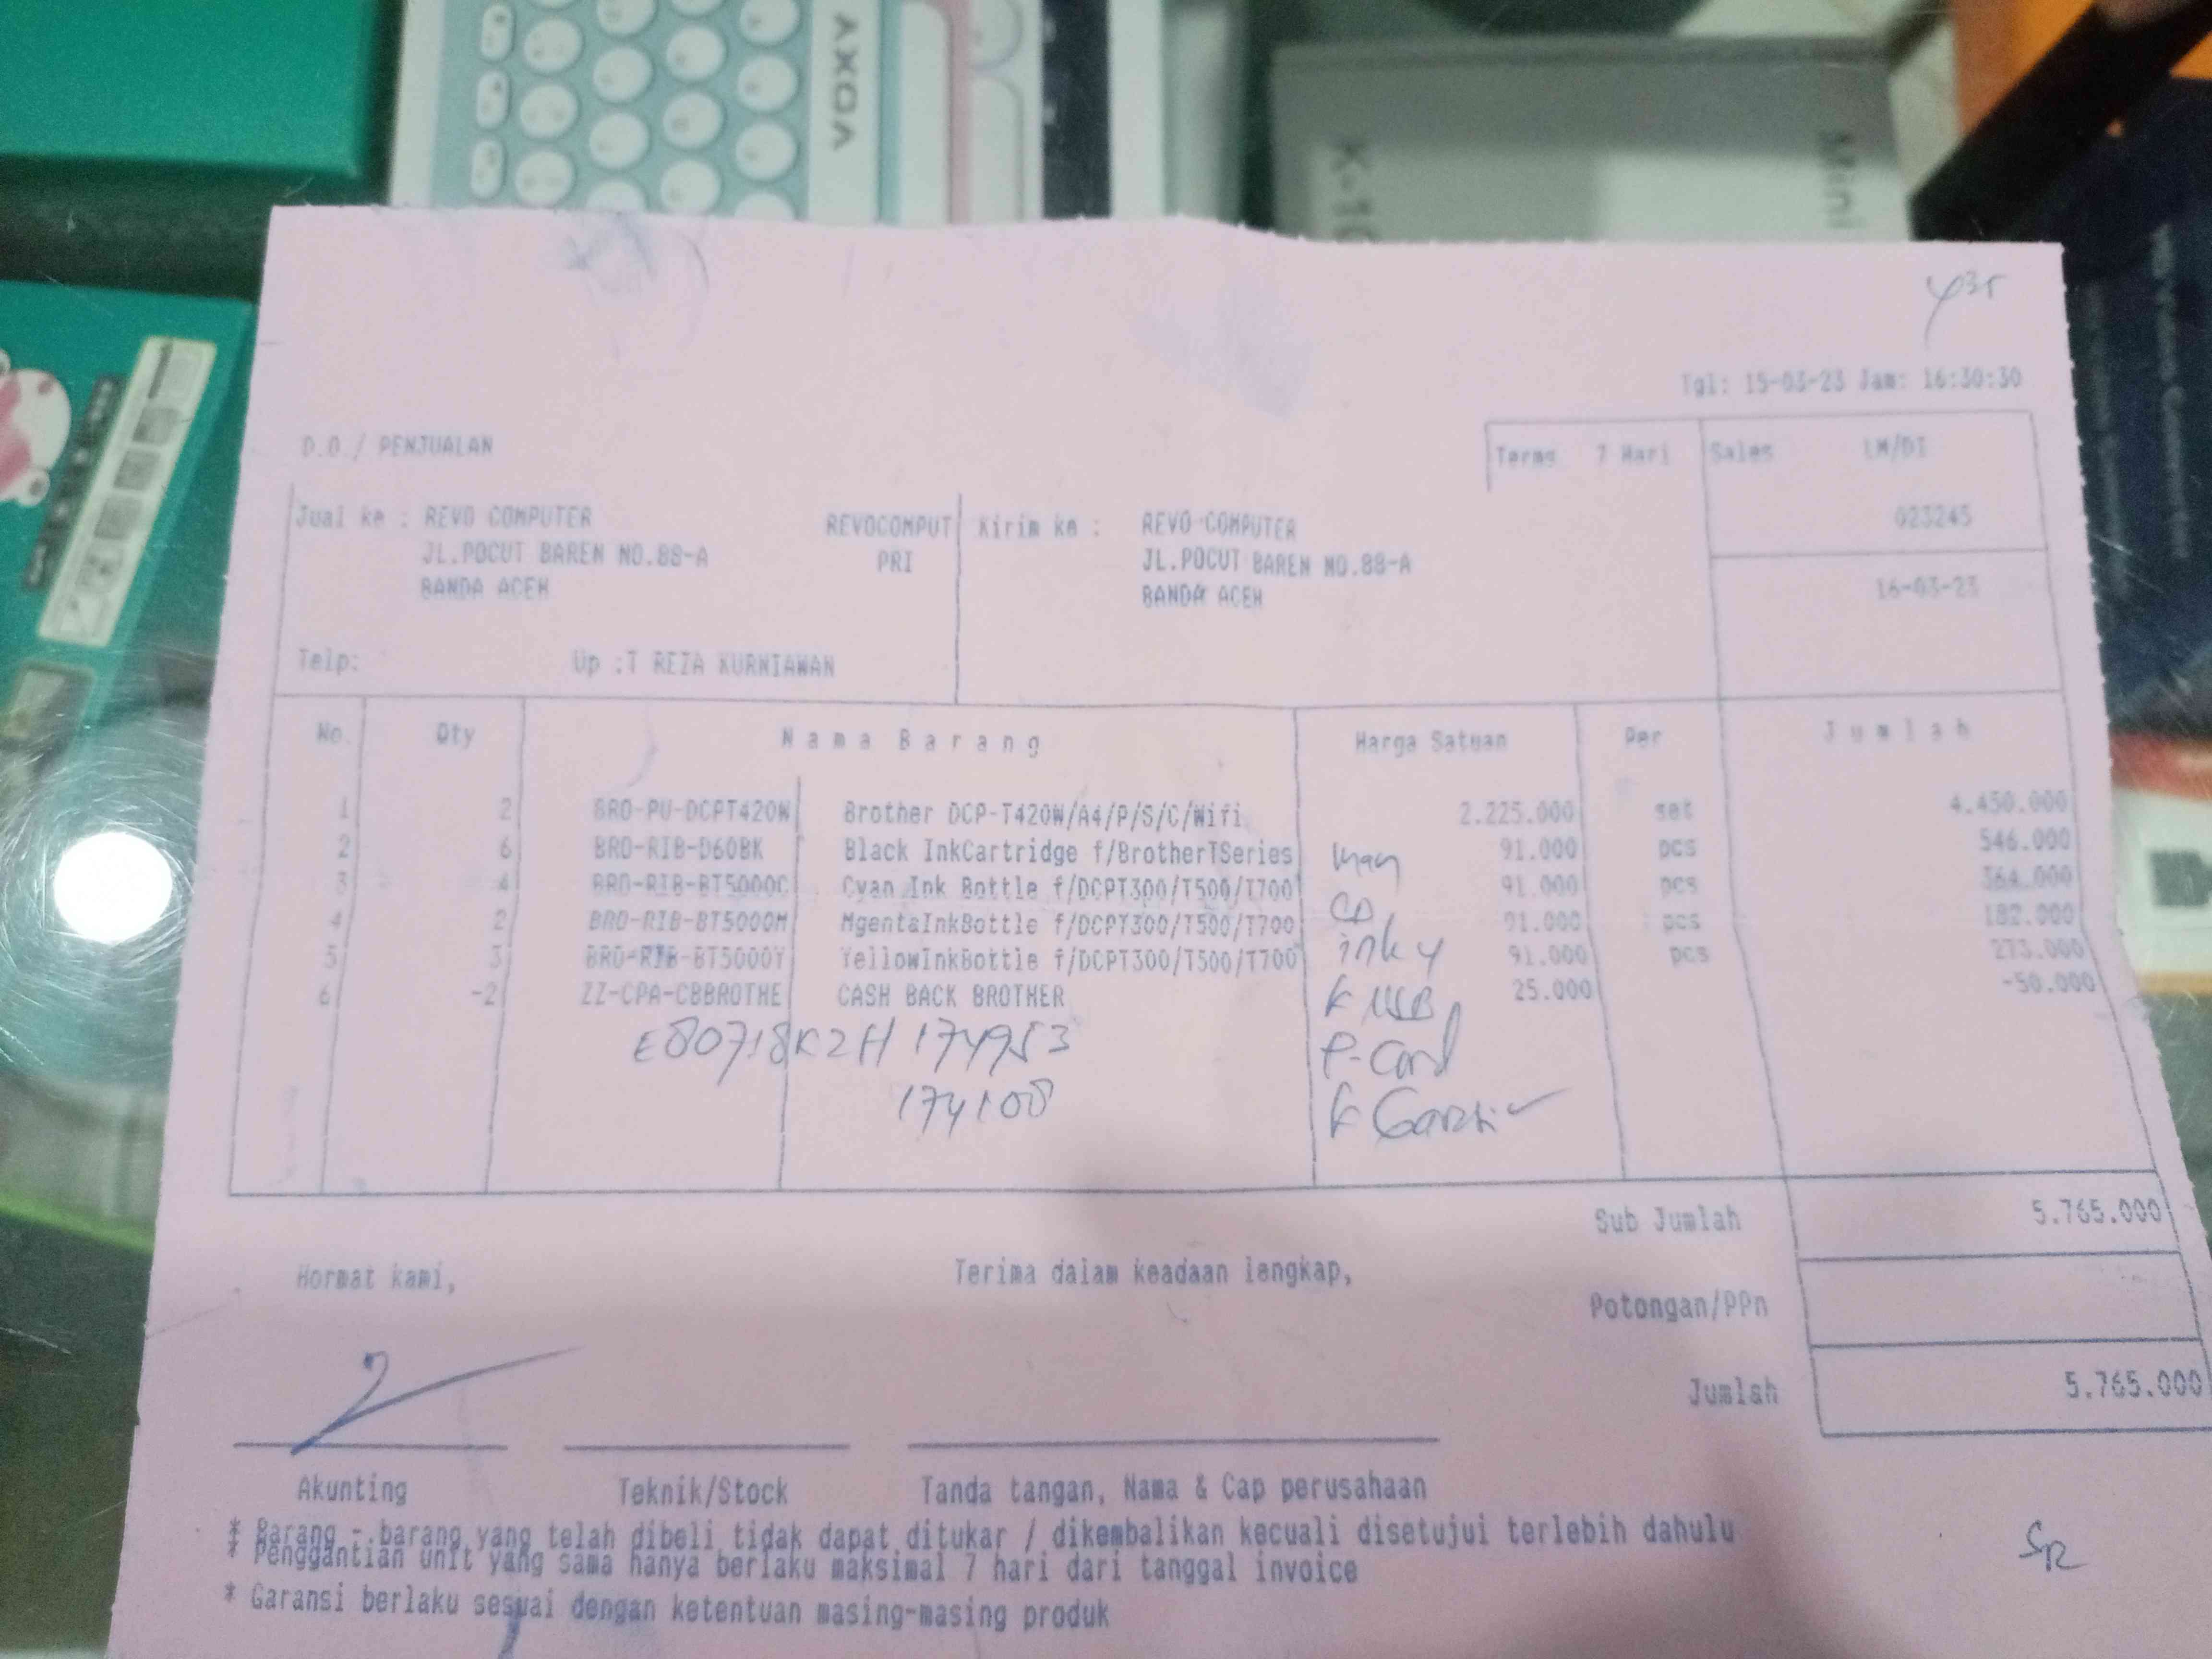 AXOA
Mini
K-10
435
Tgl: 15-03-23 Jam: 16:30:30
D.O / PENJUALAN
Terms 7 Hari Sales LM/DI
Jual ke : REVO COMPUTER REVOCOMPUT Kirim ke : REVO COMPUTER 023245
JL.POCUT BAREN NO.88-A PRI JL.POCUT BAREN NO.88-A
BANDA ACEH BANDA ACEH 16-03-23
Telp: Up :T REZA KURNIAWAN
No. Qty Nama Barang Harga Satuan Per Jumlah
1 2 BRO-PU-DCPT420W Brother DCP-T420W/A4/P/S/C/Wifi 2.225.000 set 4.450.000
2 6 BRO-RIB-D60BK Black InkCartridge f/BrotherTSeries 91.000 pcs 546.000
3 4 BRO-RIB-BT5000C Cyan Ink Bottle f/DCPT300/T500/T700 91.000 pcs 364.000
4 2 BRO-RIB-BT5000M MgentaInkBottle f/DCPT300/T500/T700 CD 91.000 pcs 182.000
5 3 BRO-RIB-BT5000Y YellowInkBottle f/DCPT300/T500/T700 ink 4 91.000 pcs 273.000
6 -2 ZZ-CPA-CBBROTHE CASH BACK BROTHER K USB 25.000 -50.000
E80718K2H 174953 P-Card
174108 K Garansi
Sub Jumlah 5.765.000
Hormat kami, Terima dalam keadaan lengkap,
Potongan/PPn
Jumlah 5.765.000
Akunting Teknik/Stock Tanda tangan, Nama & Cap perusahaan
* Barang - barang yang telah dibeli tidak dapat ditukar / dikembalikan kecuali disetujui terlebih dahulu
* Penggantian unit yang sama hanya berlaku maksimal 7 hari dari tanggal invoice
* Garansi berlaku sesuai dengan ketentuan masing-masing produk
SR